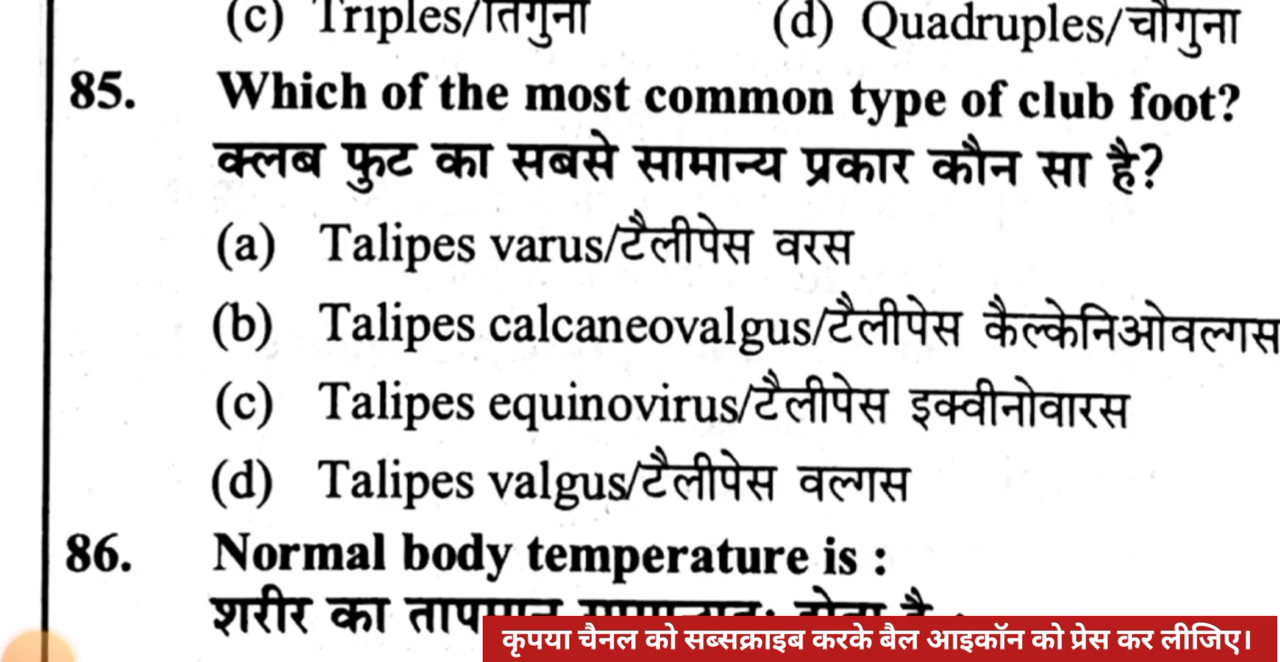 (c) Triples/तिगुना (d) Quadruples/चौगुना
85. Which of the most common type of club foot?
क्लब फुट का सबसे सामान्य प्रकार कौन सा है?
(a) Talipes varus/टैलीपेस वरस
(b) Talipes calcaneovalgus/टैलीपेस कैल्केनिओवल्गस
(c) Talipes equinovirus/टैलीपेस इक्वीनोवारस
(d) Talipes valgus/टैलीपेस वल्गस
86. Normal body temperature is :
शरीर का तापमान होता है :
कृपया चैनल को सब्सक्राइब करके बैल आइकॉन को प्रेस कर लीजिए।